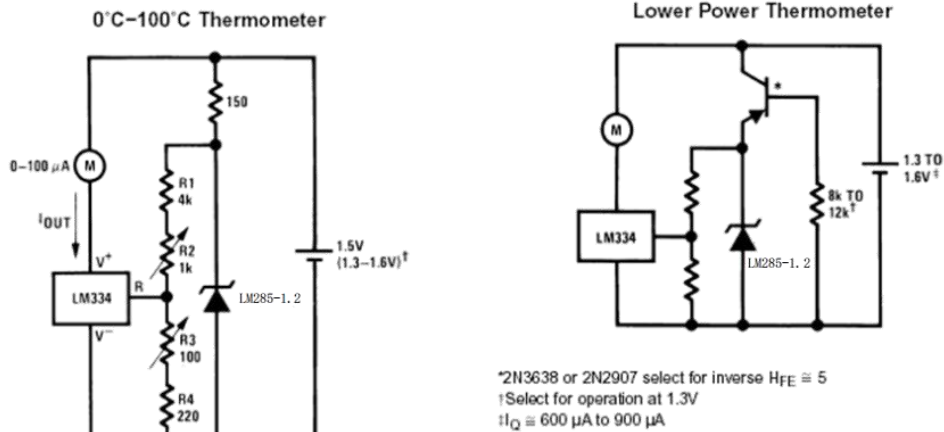 0°C–100°C Thermometer
150
0–100 μA
M
R1
4k
IOUT
R2
1k
1.5V
(1.3–1.6V)†
V+
R
LM334
LM285-1.2
V−
R3
100
R4
220
Lower Power Thermometer
*
M
1.3 TO
1.6V‡
8k TO
12k†
LM334
LM285-1.2
*2N3638 or 2N2907 select for inverse HFE ≅ 5
†Select for operation at 1.3V
‡IQ ≅ 600 μA to 900 μA